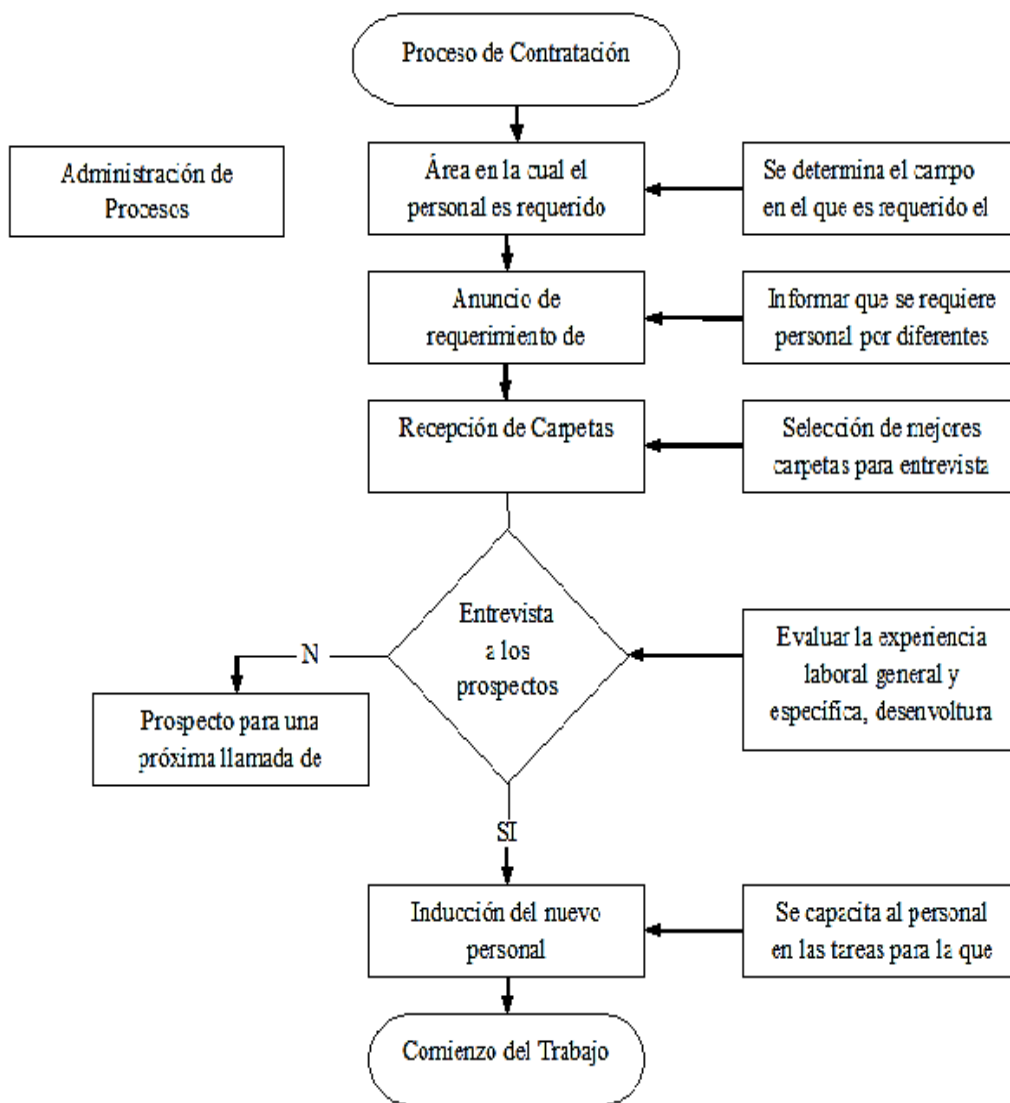 Proceso de Contratación
Administración de
Procesos
Área en la cual el
personal es requerido
Se determina el campo
en el que es requerido el
Anuncio de
requerimiento de
Informar que se requiere
personal por diferentes
Recepción de Carpetas
Selección de mejores
carpetas para entrevista
Entrevista
a los
prospectos
Evaluar la experiencia
laboral general y
específica, desenvoltura
N
Prospecto para una
próxima llamada de
SI
Inducción del nuevo
personal
Se capacita al personal
en las tareas para la que
Comienzo del Trabajo